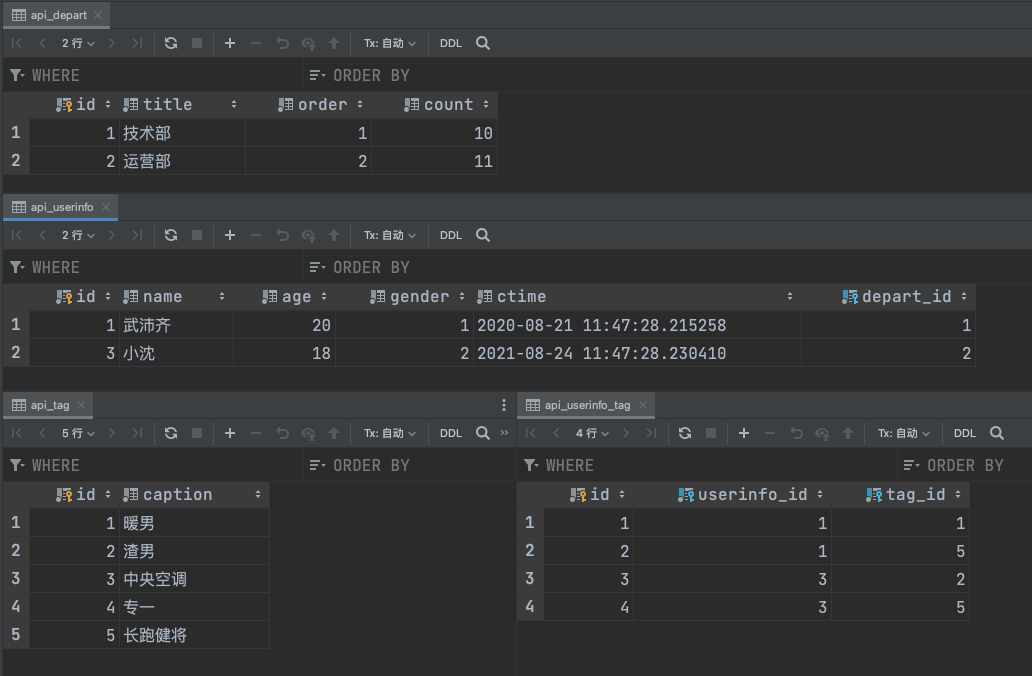 api_depart
2 行 Tx: 自动 DDL
WHERE ORDER BY
id title order count
1 1 技术部 1 10
2 2 运营部 2 11
api_userinfo
2 行 Tx: 自动 DDL
WHERE ORDER BY
id name age gender ctime depart_id
1 1 武沛齐 20 1 2020-08-21 11:47:28.215258 1
2 3 小沈 18 2 2021-08-24 11:47:28.230410 2
api_tag
5 行 Tx: 自动 DDL
WHERE ORDER BY
id caption
1 1 暖男
2 2 渣男
3 3 中央空调
4 4 专一
5 5 长跑健将
api_userinfo_tag
4 行 Tx: 自动 DDL
WHERE ORDER BY
id userinfo_id tag_id
1 1 1 1
2 2 1 5
3 3 3 2
4 4 3 5